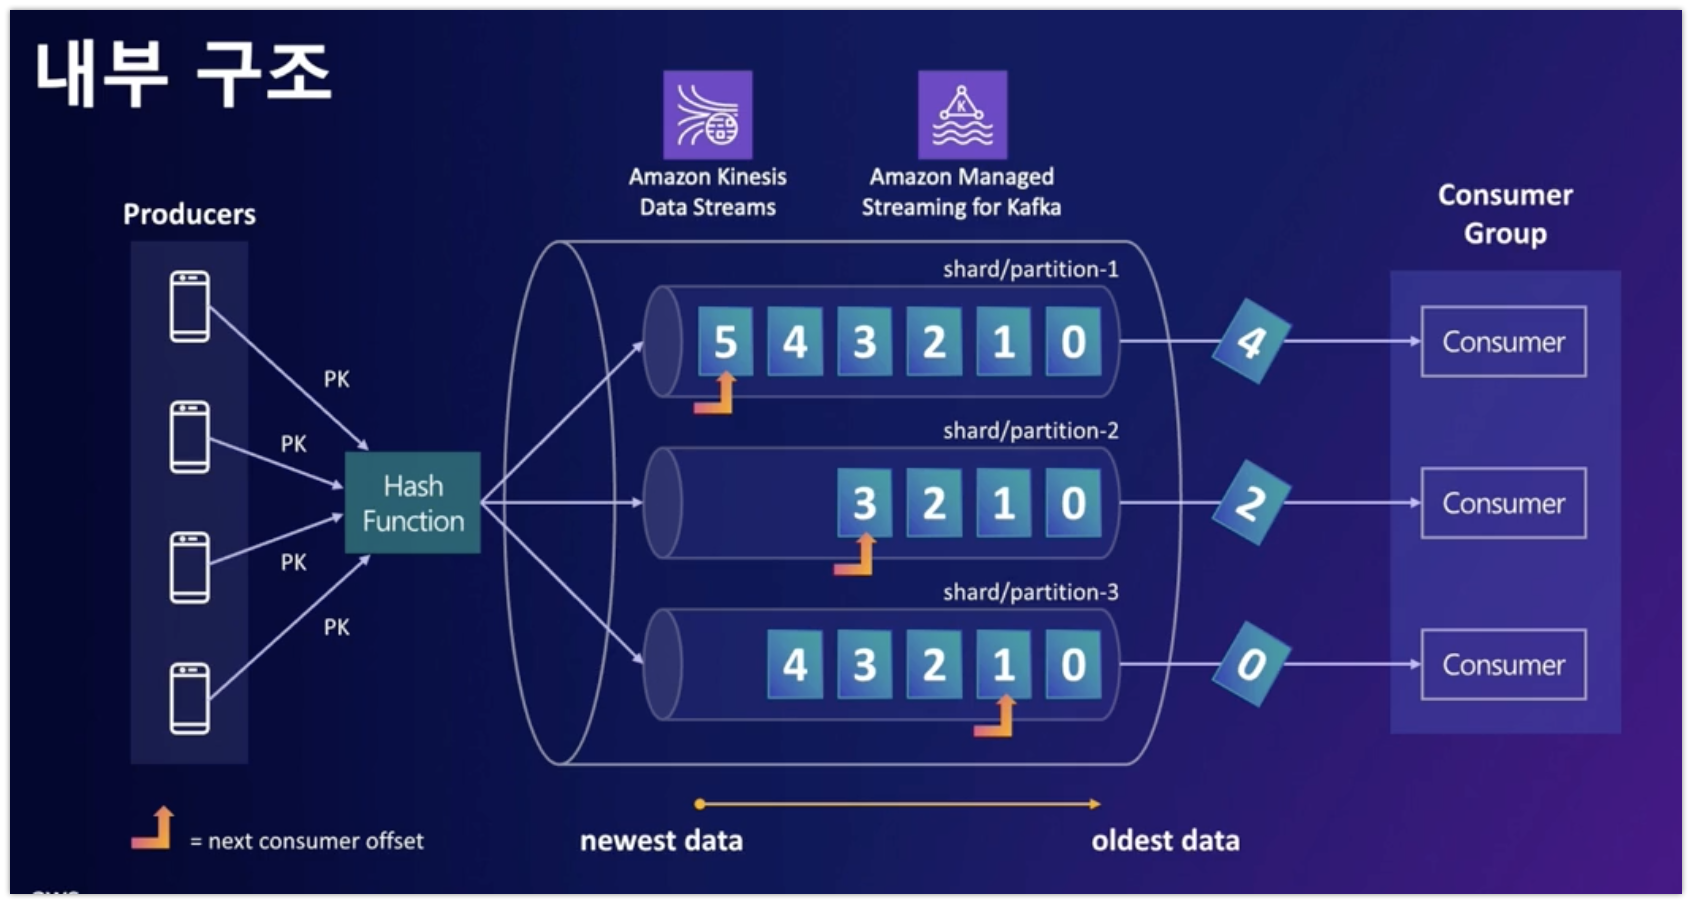 내부 구조
Amazon Kinesis
Data Streams
Amazon Managed
Streaming for Kafka
K
Producers
Consumer
Group
PK
PK
PK
PK
Hash
Function
shard/partition-1
5 4 3 2 1 0
4
Consumer
shard/partition-2
3 2 1 0
2
Consumer
shard/partition-3
4 3 2 1 0
0
Consumer
= next consumer offset
newest data
oldest data